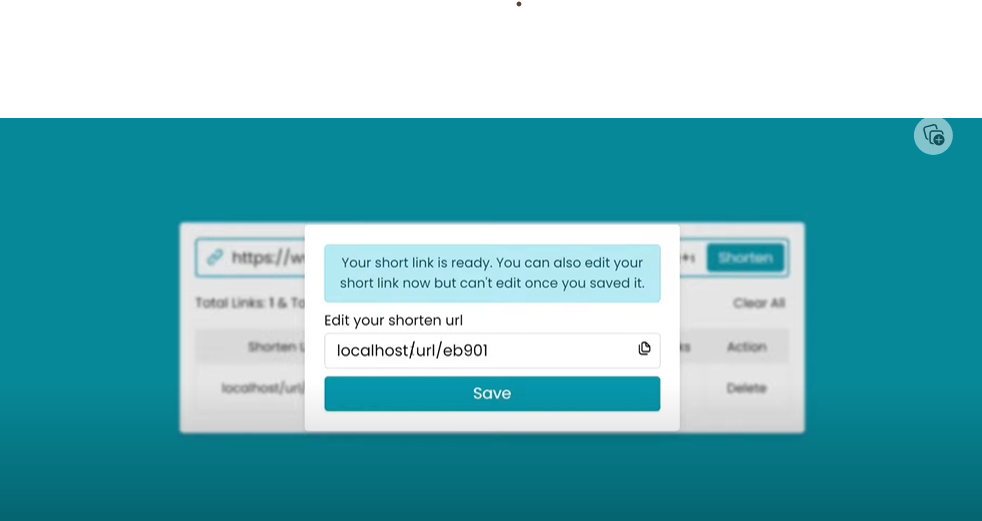 https://w
Shorten
Total Links: 1 & To
Clear All
Shorten
Action
localhost/url/
Delete
Your short link is ready. You can also edit your
short link now but can't edit once you saved it.
Edit your shorten url
localhost/url/eb901
Save